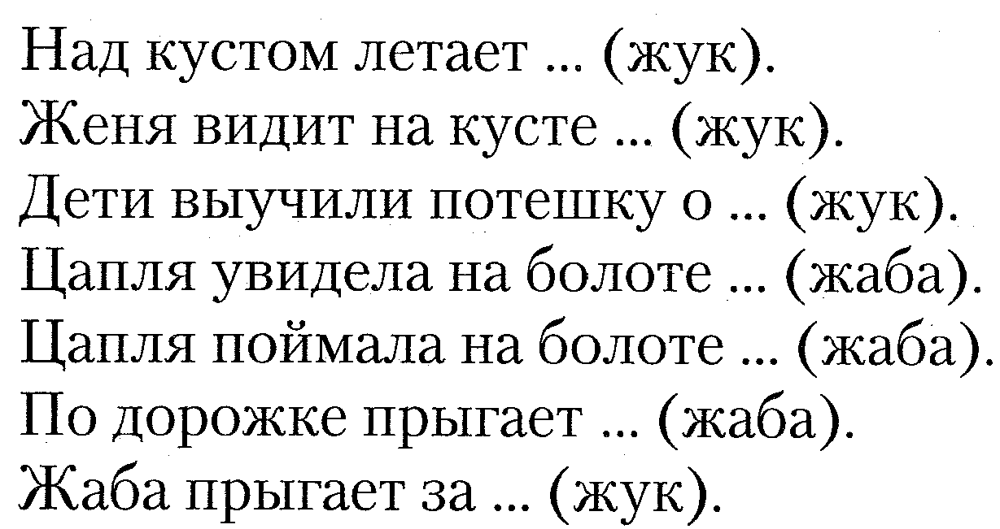 Над кустом летает ... (жук).
Женя видит на кусте ... (жук).
Дети выучили потешку о ... (жук).
Цапля увидела на болоте ... (жаба).
Цапля поймала на болоте ... (жаба).
По дорожке прыгает ... (жаба).
Жаба прыгает за ... (жук).